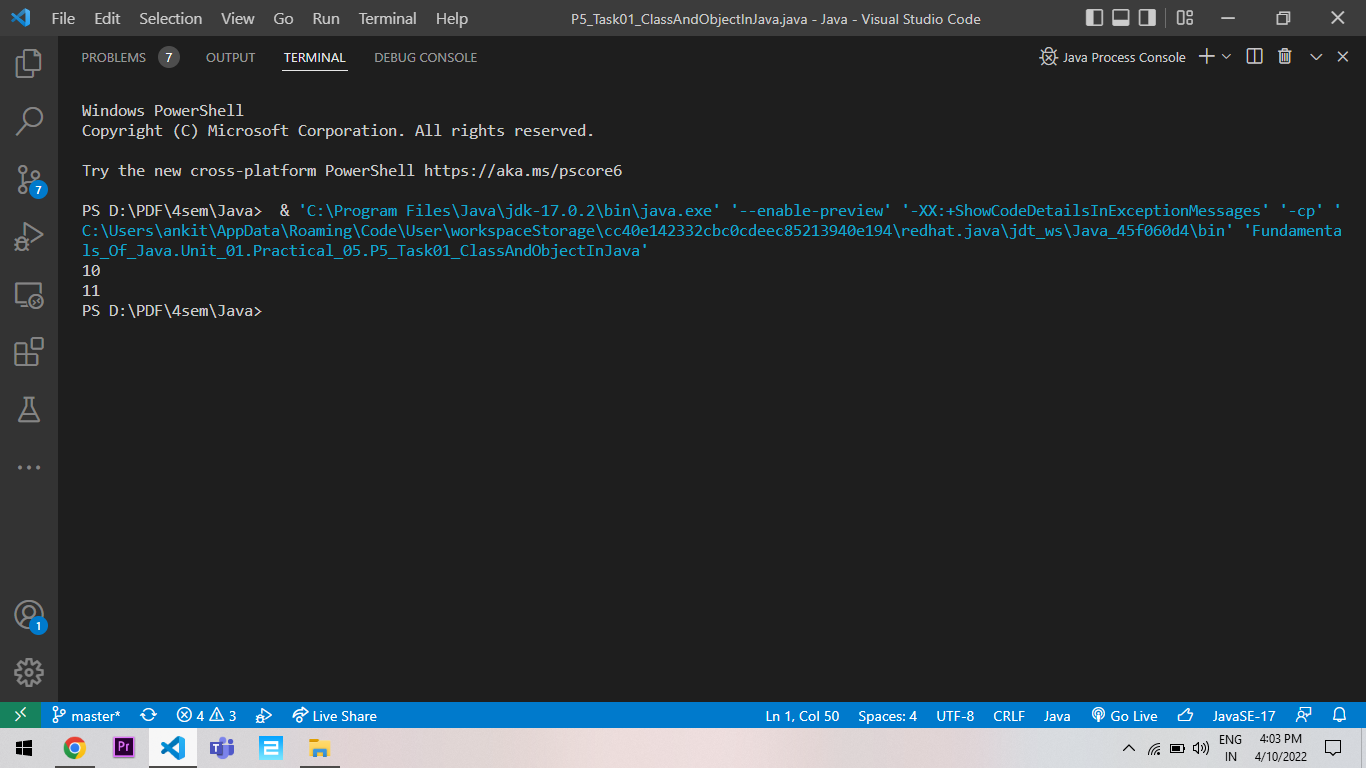 File Edit Selection View Go Run Terminal Help P5_Task01_ClassAndObjectInJava.java - Java - Visual Studio Code
PROBLEMS 7 OUTPUT TERMINAL DEBUG CONSOLE Java Process Console
Windows PowerShell
Copyright (C) Microsoft Corporation. All rights reserved.
Try the new cross-platform PowerShell https://aka.ms/pscore6
PS D:\PDF\4sem\Java>  & 'C:\Program Files\Java\jdk-17.0.2\bin\java.exe' '--enable-preview' '-XX:+ShowCodeDetailsInExceptionMessages' '-cp' '
C:\Users\ankit\AppData\Roaming\Code\User\workspaceStorage\cc40e142332cbc0cdeec85213940e194\redhat.java\jdt_ws\Java_45f060d4\bin' 'Fundamenta
ls_Of_Java.Unit_01.Practical_05.P5_Task01_ClassAndObjectInJava'
10
11
PS D:\PDF\4sem\Java>
7
1
master* 4 3 Live Share Ln 1, Col 50 Spaces: 4 UTF-8 CRLF Java Go Live JavaSE-17
Pr 2 ENG 4:03 PM
IN 4/10/2022